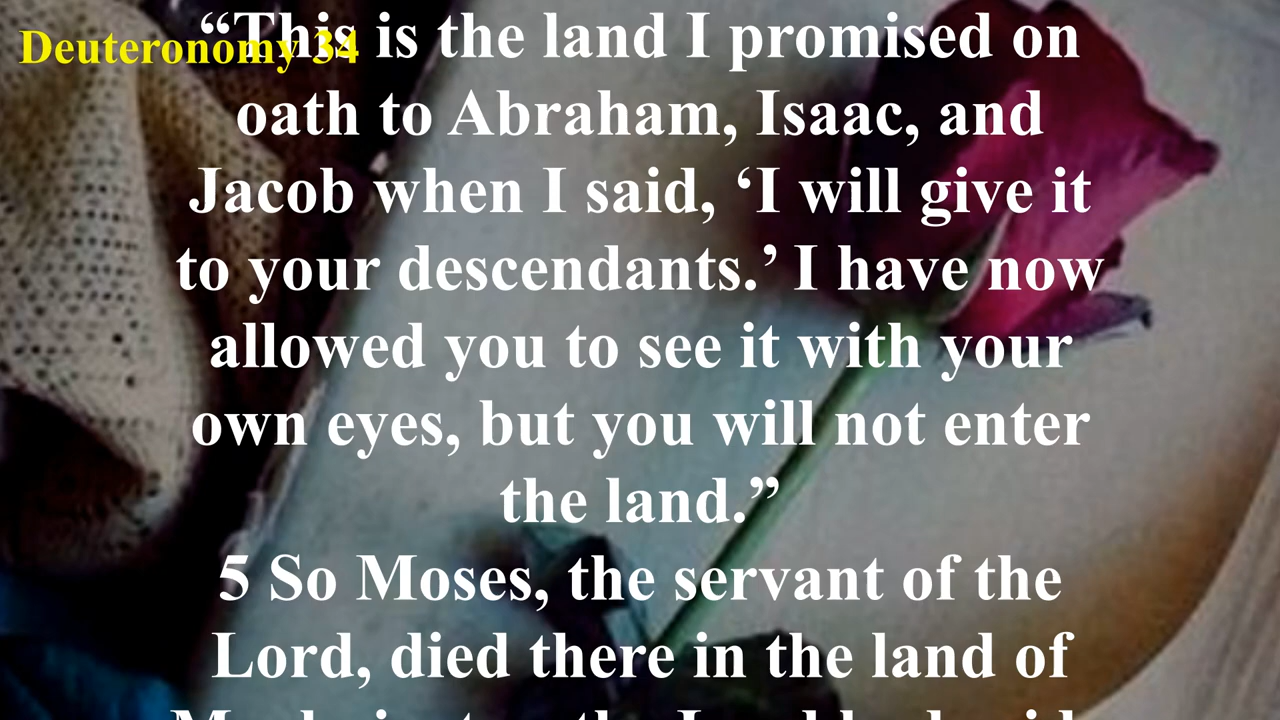 Deuteronomy 34
“This is the land I promised on
oath to Abraham, Isaac, and
Jacob when I said, ‘I will give it
to your descendants.’ I have now
allowed you to see it with your
own eyes, but you will not enter
the land.”
5 So Moses, the servant of the
Lord, died there in the land of